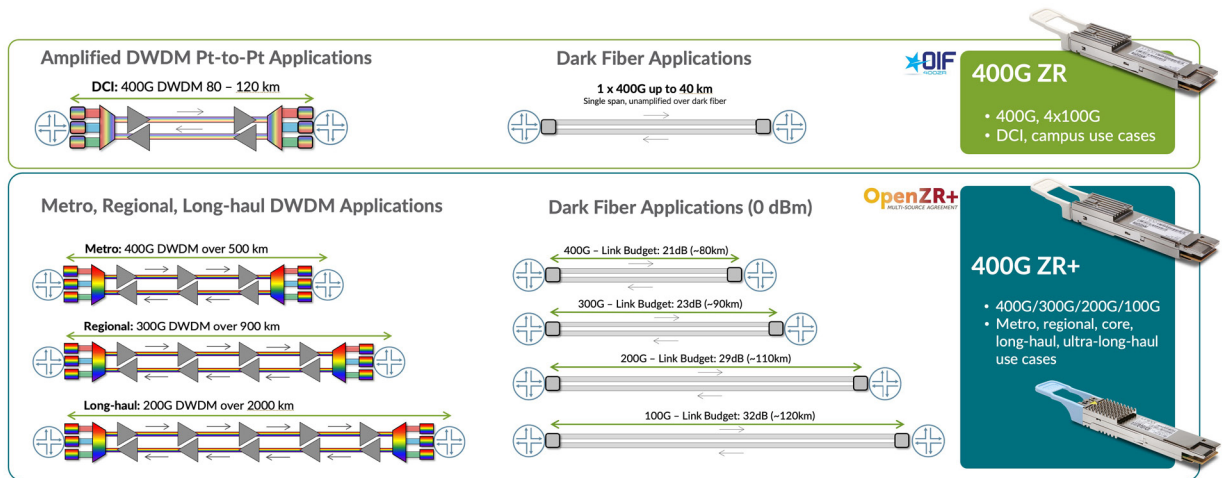 Amplified DWDM Pt-to-Pt Applications
DCI: 400G DWDM 80 – 120 km
Dark Fiber Applications
1 x 400G up to 40 km
Single span, unamplified over dark fiber
OIF
400ZR
400G ZR
• 400G, 4x100G
• DCI, campus use cases
Metro, Regional, Long-haul DWDM Applications
Metro: 400G DWDM over 500 km
Regional: 300G DWDM over 900 km
Long-haul: 200G DWDM over 2000 km
Dark Fiber Applications (0 dBm)
400G – Link Budget: 21dB (~80km)
300G – Link Budget: 23dB (~90km)
200G – Link Budget: 29dB (~110km)
100G – Link Budget: 32dB (~120km)
OpenZR+
MULTI-SOURCE AGREEMENT
400G ZR+
• 400G/300G/200G/100G
• Metro, regional, core,
long-haul, ultra-long-haul
use cases